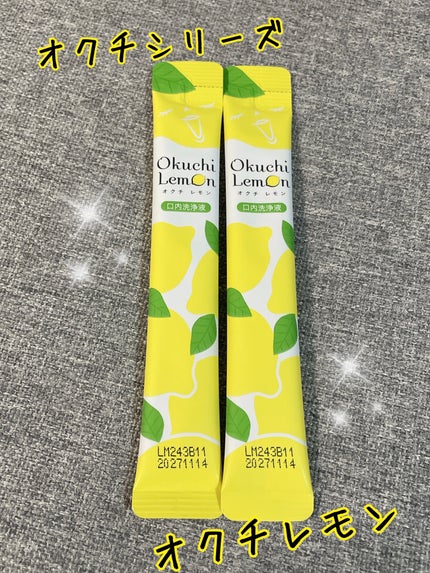 オクチシリーズ
Okuchi
Lemon
オクチ レモン
口内洗浄液
LM243B11
20271114
Okuchi
Lemon
オクチ レモン
口内洗浄液
LM243B11
20271114
オクチレモン